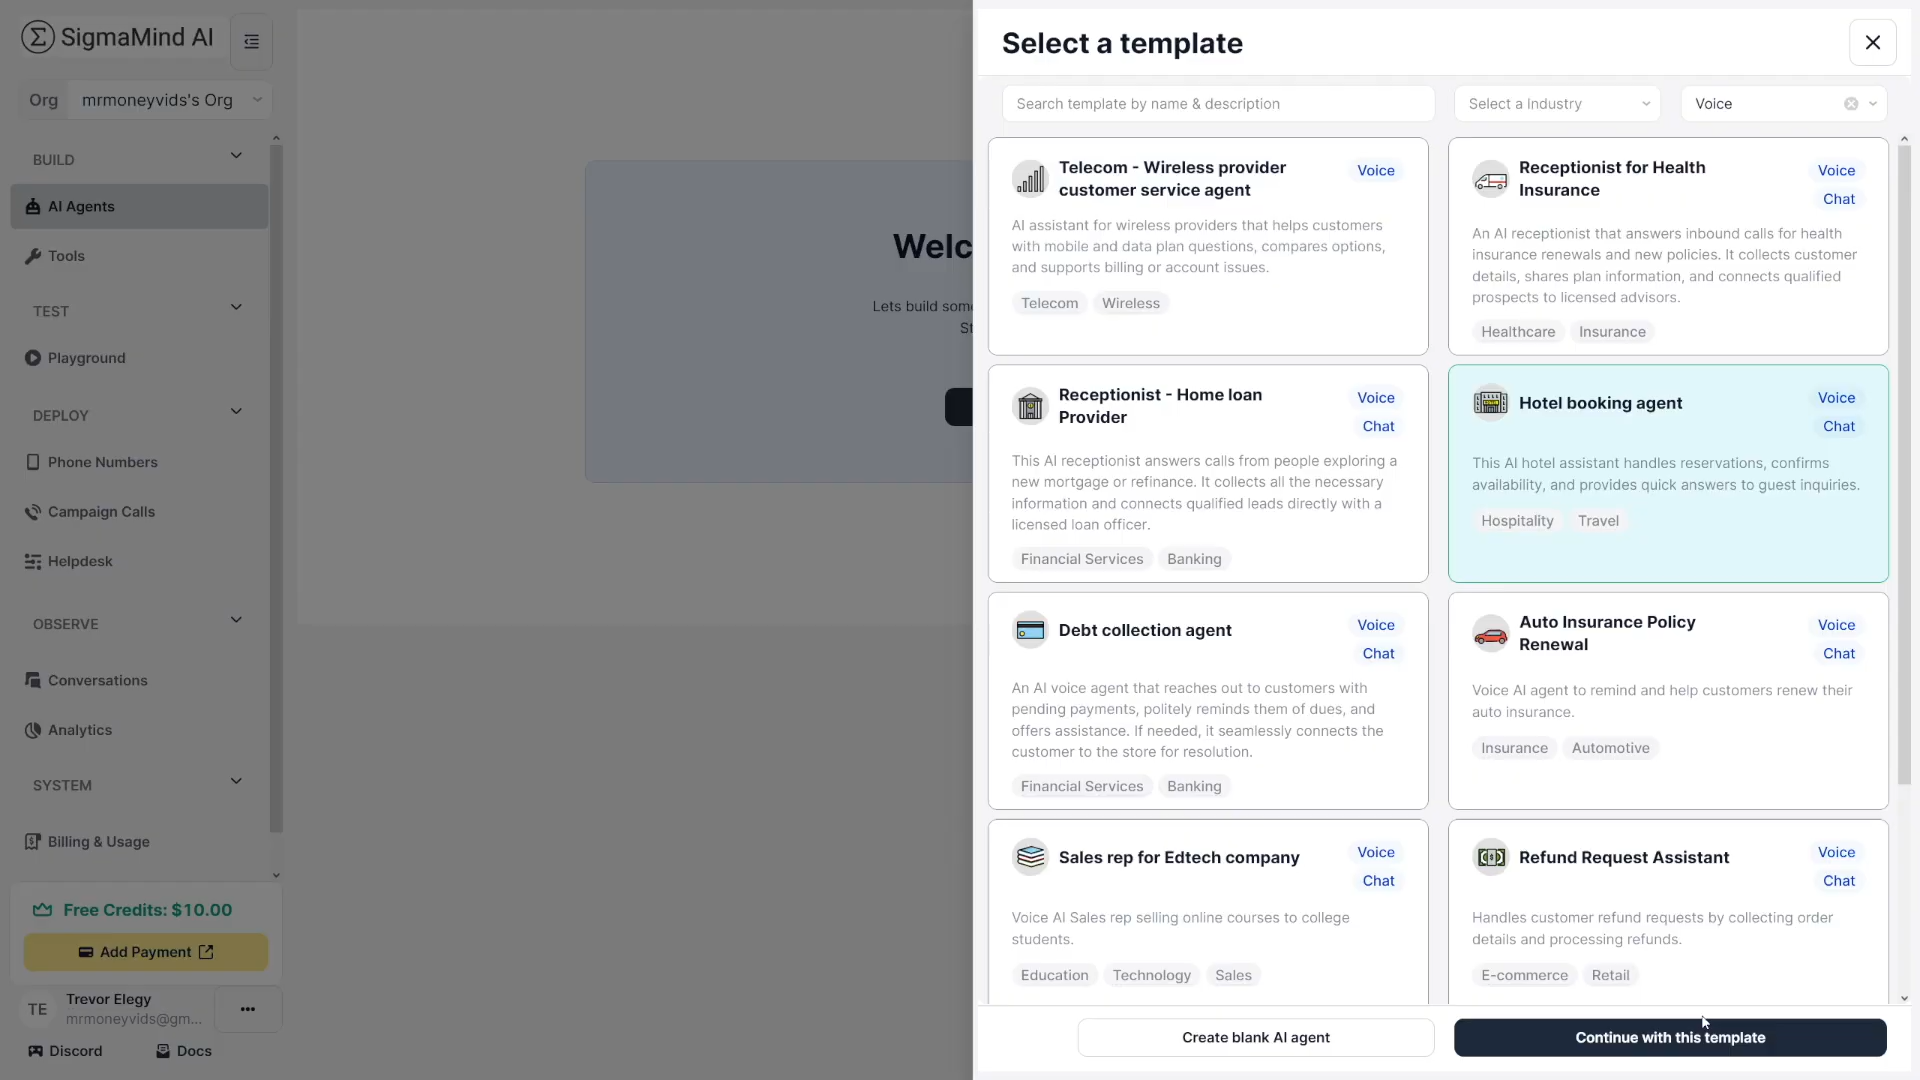 SigmaMind AI
Org
mrmoneyvids's Org
BUILD
AI Agents
Tools
TEST
Playground
DEPLOY
Phone Numbers
Campaign Calls
Helpdesk
OBSERVE
Conversations
Analytics
SYSTEM
Billing & Usage
Free Credits: $10.00
Add Payment
TE
Trevor Elegy
mrmoneyvids@gm...
Discord
Docs
Welc
Lets build som
St
Select a template
Search template by name & description
Select a Industry
Voice
Telecom - Wireless provider
customer service agent
Voice
AI assistant for wireless providers that helps customers
with mobile and data plan questions, compares options,
and supports billing or account issues.
Telecom
Wireless
Receptionist for Health
Insurance
Voice
Chat
An AI receptionist that answers inbound calls for health
insurance renewals and new policies. It collects customer
details, shares plan information, and connects qualified
prospects to licensed advisors.
Healthcare
Insurance
Receptionist - Home loan
Provider
Voice
Chat
This AI receptionist answers calls from people exploring a
new mortgage or refinance. It collects all the necessary
information and connects qualified leads directly with a
licensed loan officer.
Financial Services
Banking
Hotel booking agent
Voice
Chat
This AI hotel assistant handles reservations, confirms
availability, and provides quick answers to guest inquiries.
Hospitality
Travel
Debt collection agent
Voice
Chat
An AI voice agent that reaches out to customers with
pending payments, politely reminds them of dues, and
offers assistance. If needed, it seamlessly connects the
customer to the store for resolution.
Financial Services
Banking
Auto Insurance Policy
Renewal
Voice
Chat
Voice AI agent to remind and help customers renew their
auto insurance.
Insurance
Automotive
Sales rep for Edtech company
Voice
Chat
Voice AI Sales rep selling online courses to college
students.
Education
Technology
Sales
Refund Request Assistant
Voice
Chat
Handles customer refund requests by collecting order
details and processing refunds.
E-commerce
Retail
Create blank AI agent
Continue with this template